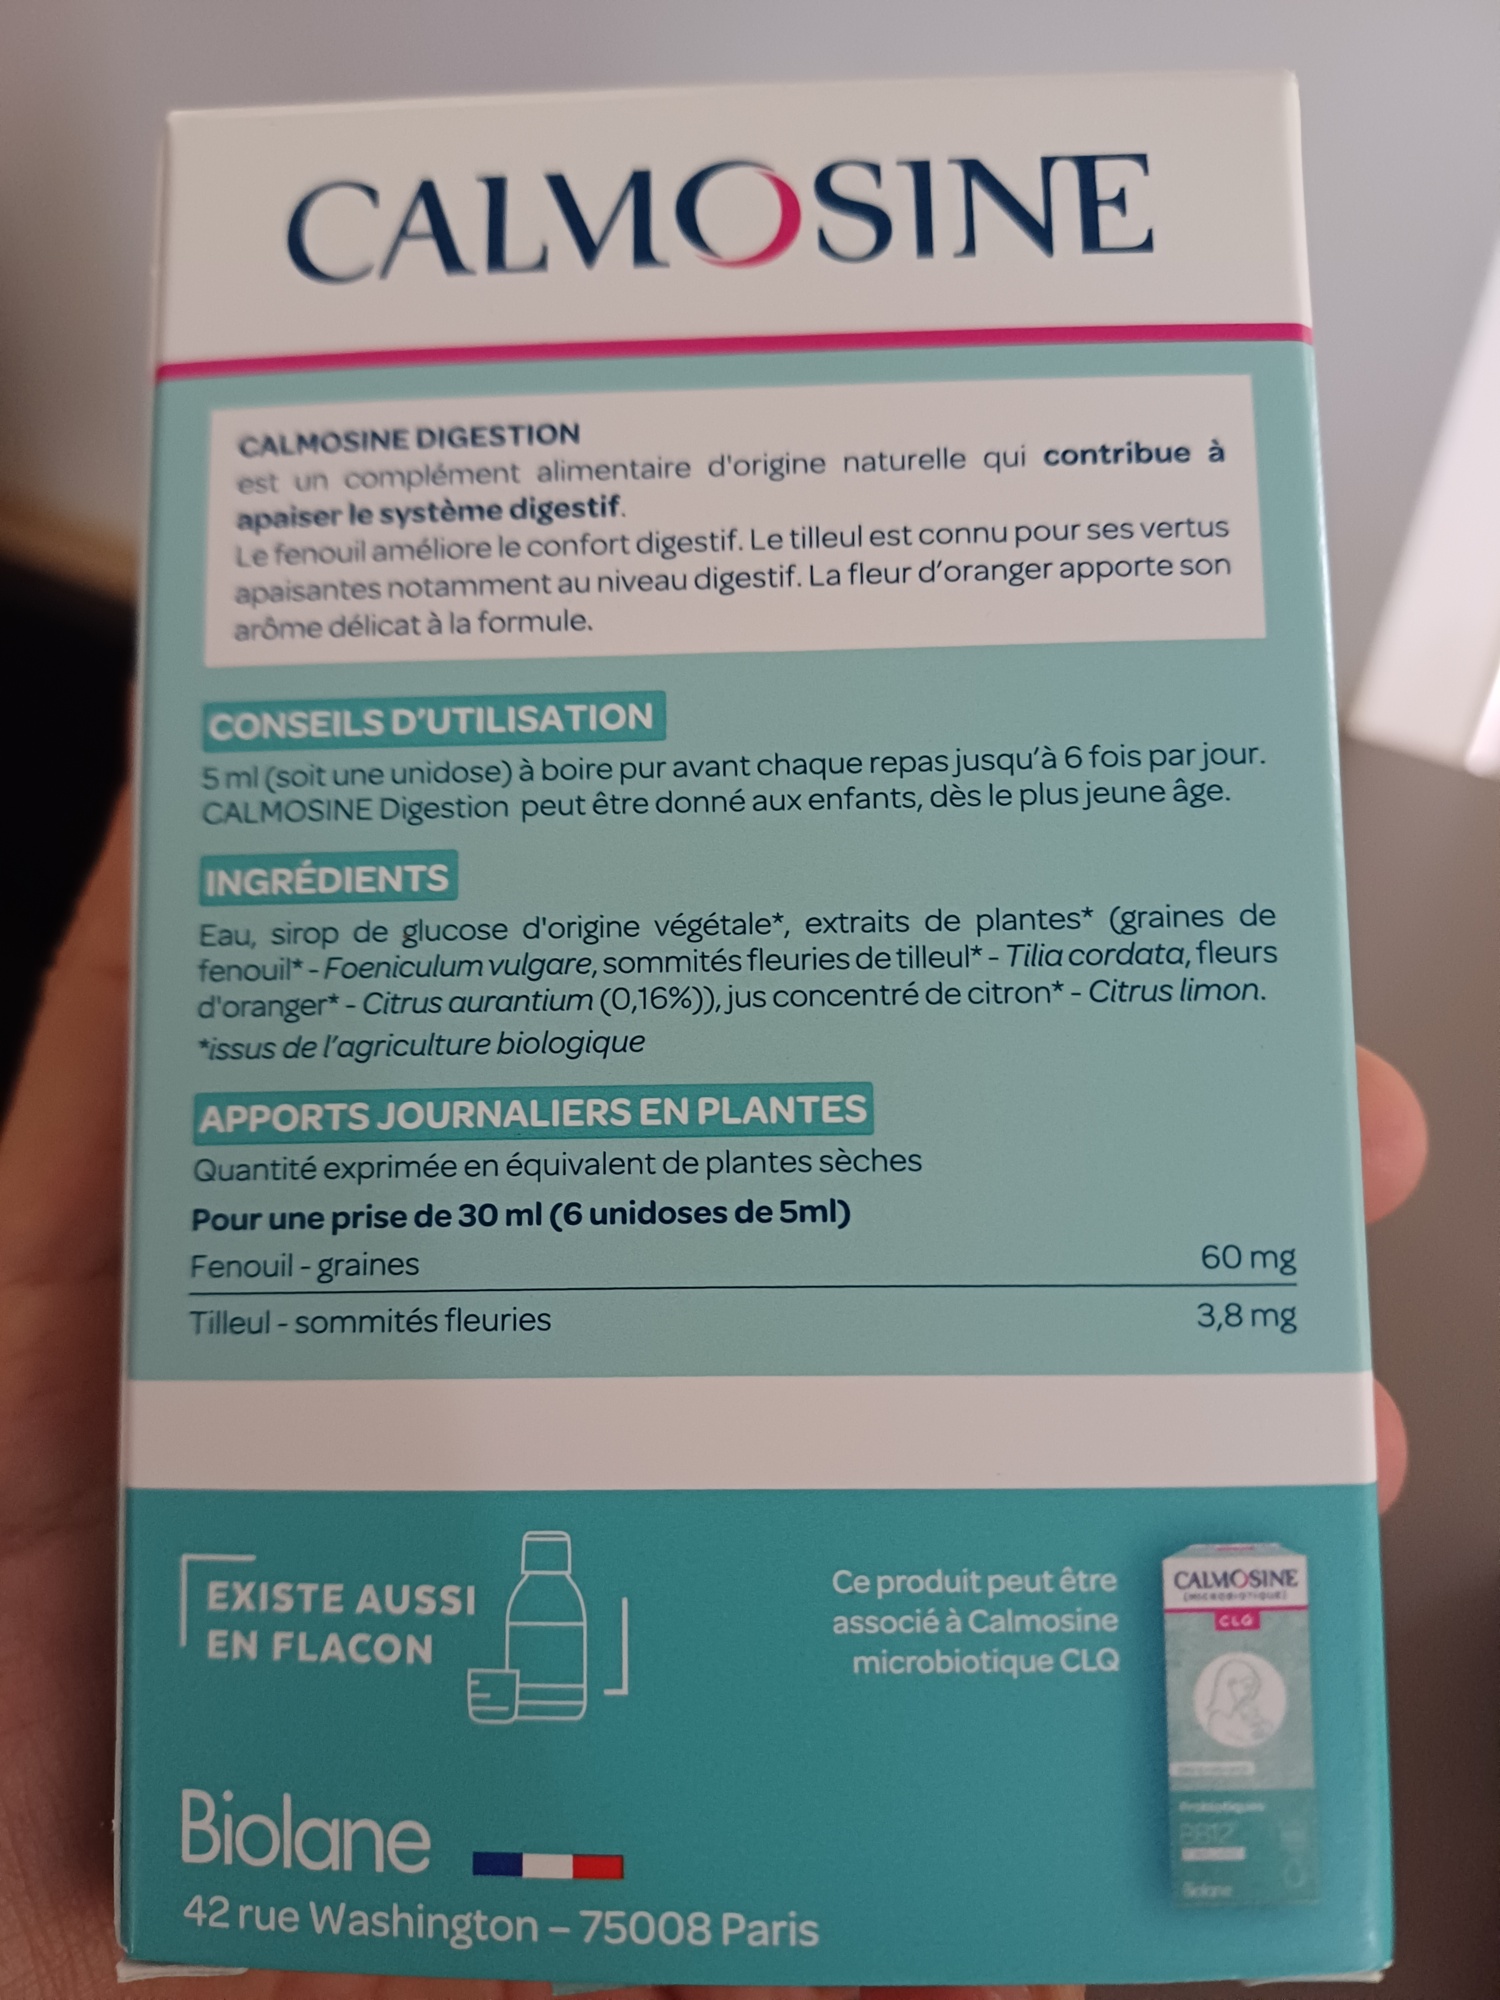 CALMOSINE
CALMOSINE DIGESTION
est un complément alimentaire d'origine naturelle qui contribue à
apaiser le système digestif.
Le fenouil améliore le confort digestif. Le tilleul est connu pour ses vertus
apaisantes notamment au niveau digestif. La fleur d'oranger apporte son
arôme délicat à la formule.
CONSEILS D'UTILISATION
5 ml (soit une unidose) à boire pur avant chaque repas jusqu'à 6 fois par jour.
CALMOSINE Digestion peut être donné aux enfants, dès le plus jeune âge.
INGRÉDIENTS
Eau, sirop de glucose d'origine végétale*, extraits de plantes* (graines de
fenouil* - Foeniculum vulgare, sommités fleuries de tilleul* - Tilia cordata, fleurs
d'oranger* - Citrus aurantium (0,16%)), jus concentré de citron* - Citrus limon.
*issus de l'agriculture biologique
APPORTS JOURNALIERS EN PLANTES
Quantité exprimée en équivalent de plantes sèches
Pour une prise de 30 ml (6 unidoses de 5ml)
Fenouil - graines 60 mg
Tilleul - sommités fleuries 3,8 mg
EXISTE AUSSI
EN FLACON
Ce produit peut être
associé à Calmosine
microbiotique CLQ
CALMOSINE
(MICROBIOTIQUE)
CLQ
Probiotiques
BB12
Biolane
Biolane
42 rue Washington – 75008 Paris